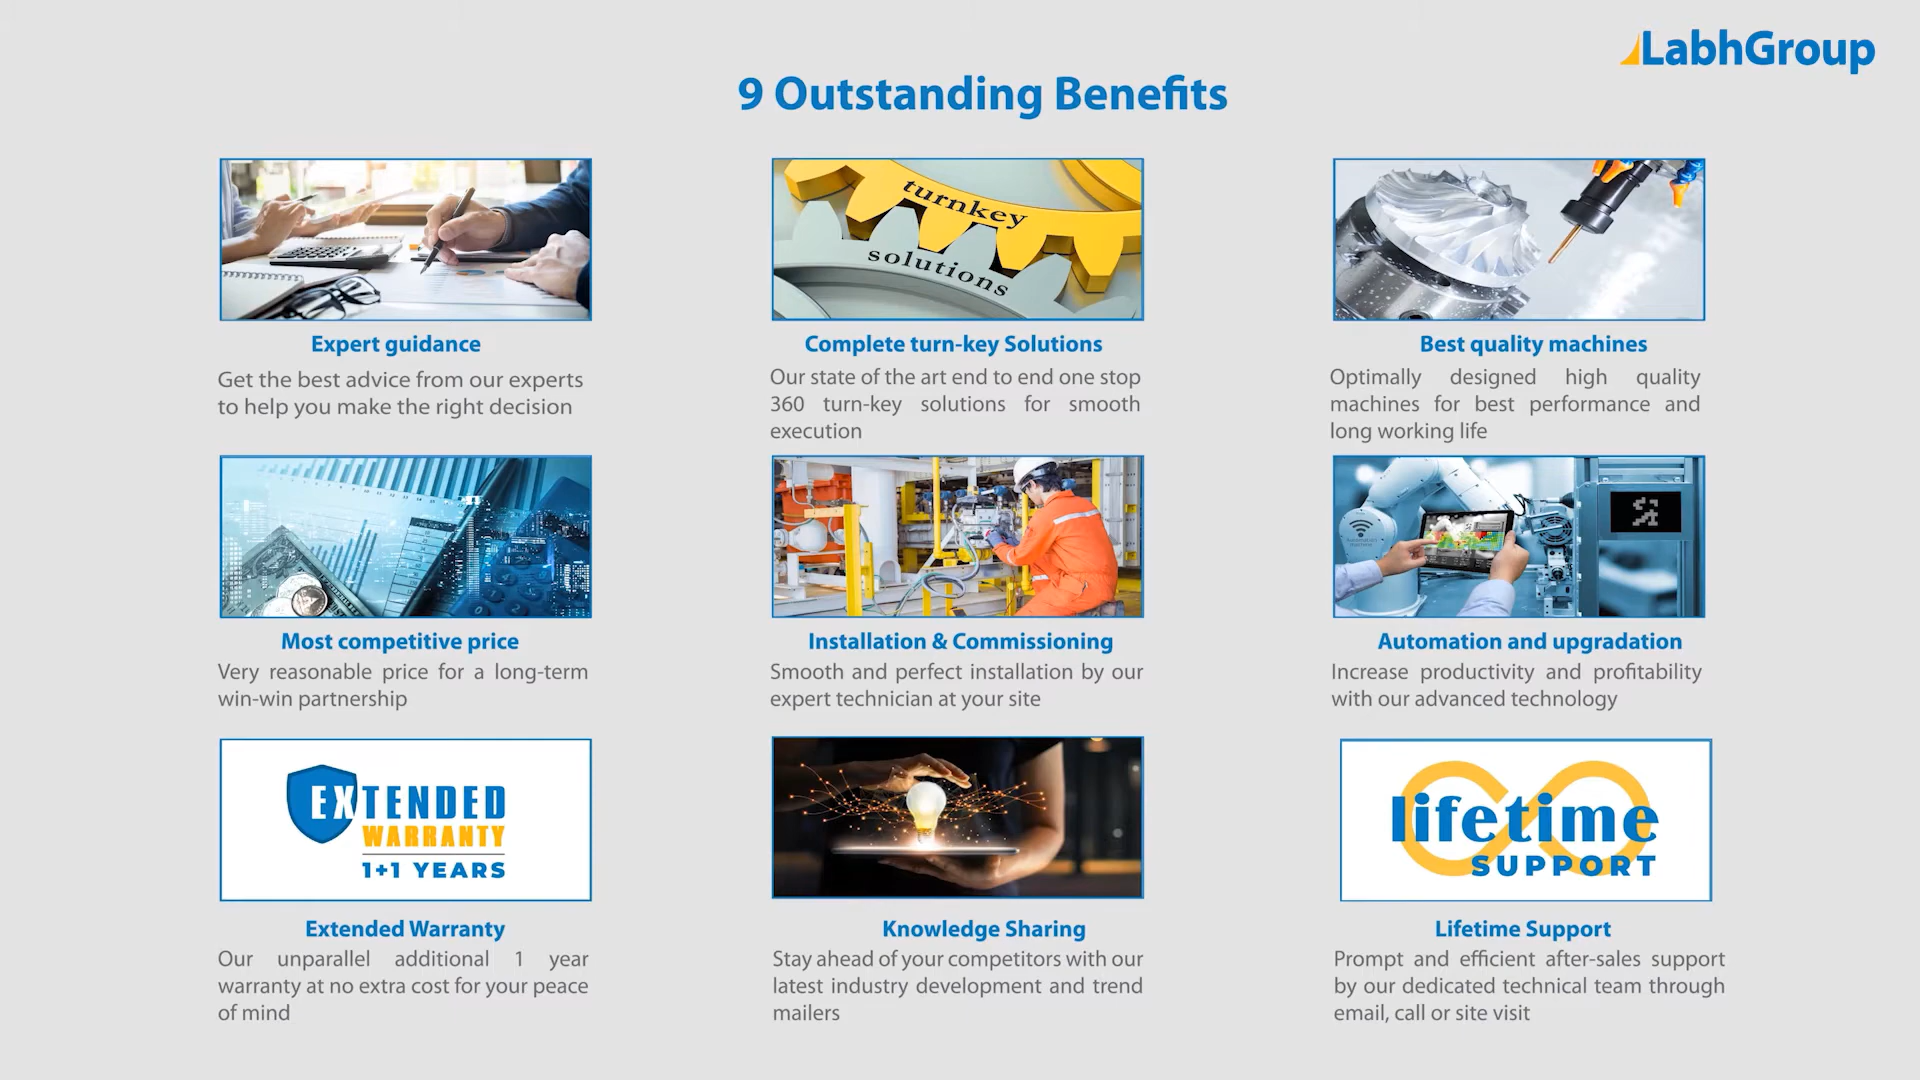 LabhGroup
9 Outstanding Benefits
turnkey
solutions
Expert guidance
Get the best advice from our experts
to help you make the right decision
Complete turn-key Solutions
Our state of the art end to end one stop
360 turn-key solutions for smooth
execution
Best quality machines
Optimally designed high quality
machines for best performance and
long working life
Most competitive price
Very reasonable price for a long-term
win-win partnership
Installation & Commissioning
Smooth and perfect installation by our
expert technician at your site
Automation and upgradation
Increase productivity and profitability
with our advanced technology
EXTENDED
WARRANTY
1+1 YEARS
Extended Warranty
Our unparallel additional 1 year
warranty at no extra cost for your peace
of mind
Knowledge Sharing
Stay ahead of your competitors with our
latest industry development and trend
mailers
lifetime
SUPPORT
Lifetime Support
Prompt and efficient after-sales support
by our dedicated technical team through
email, call or site visit